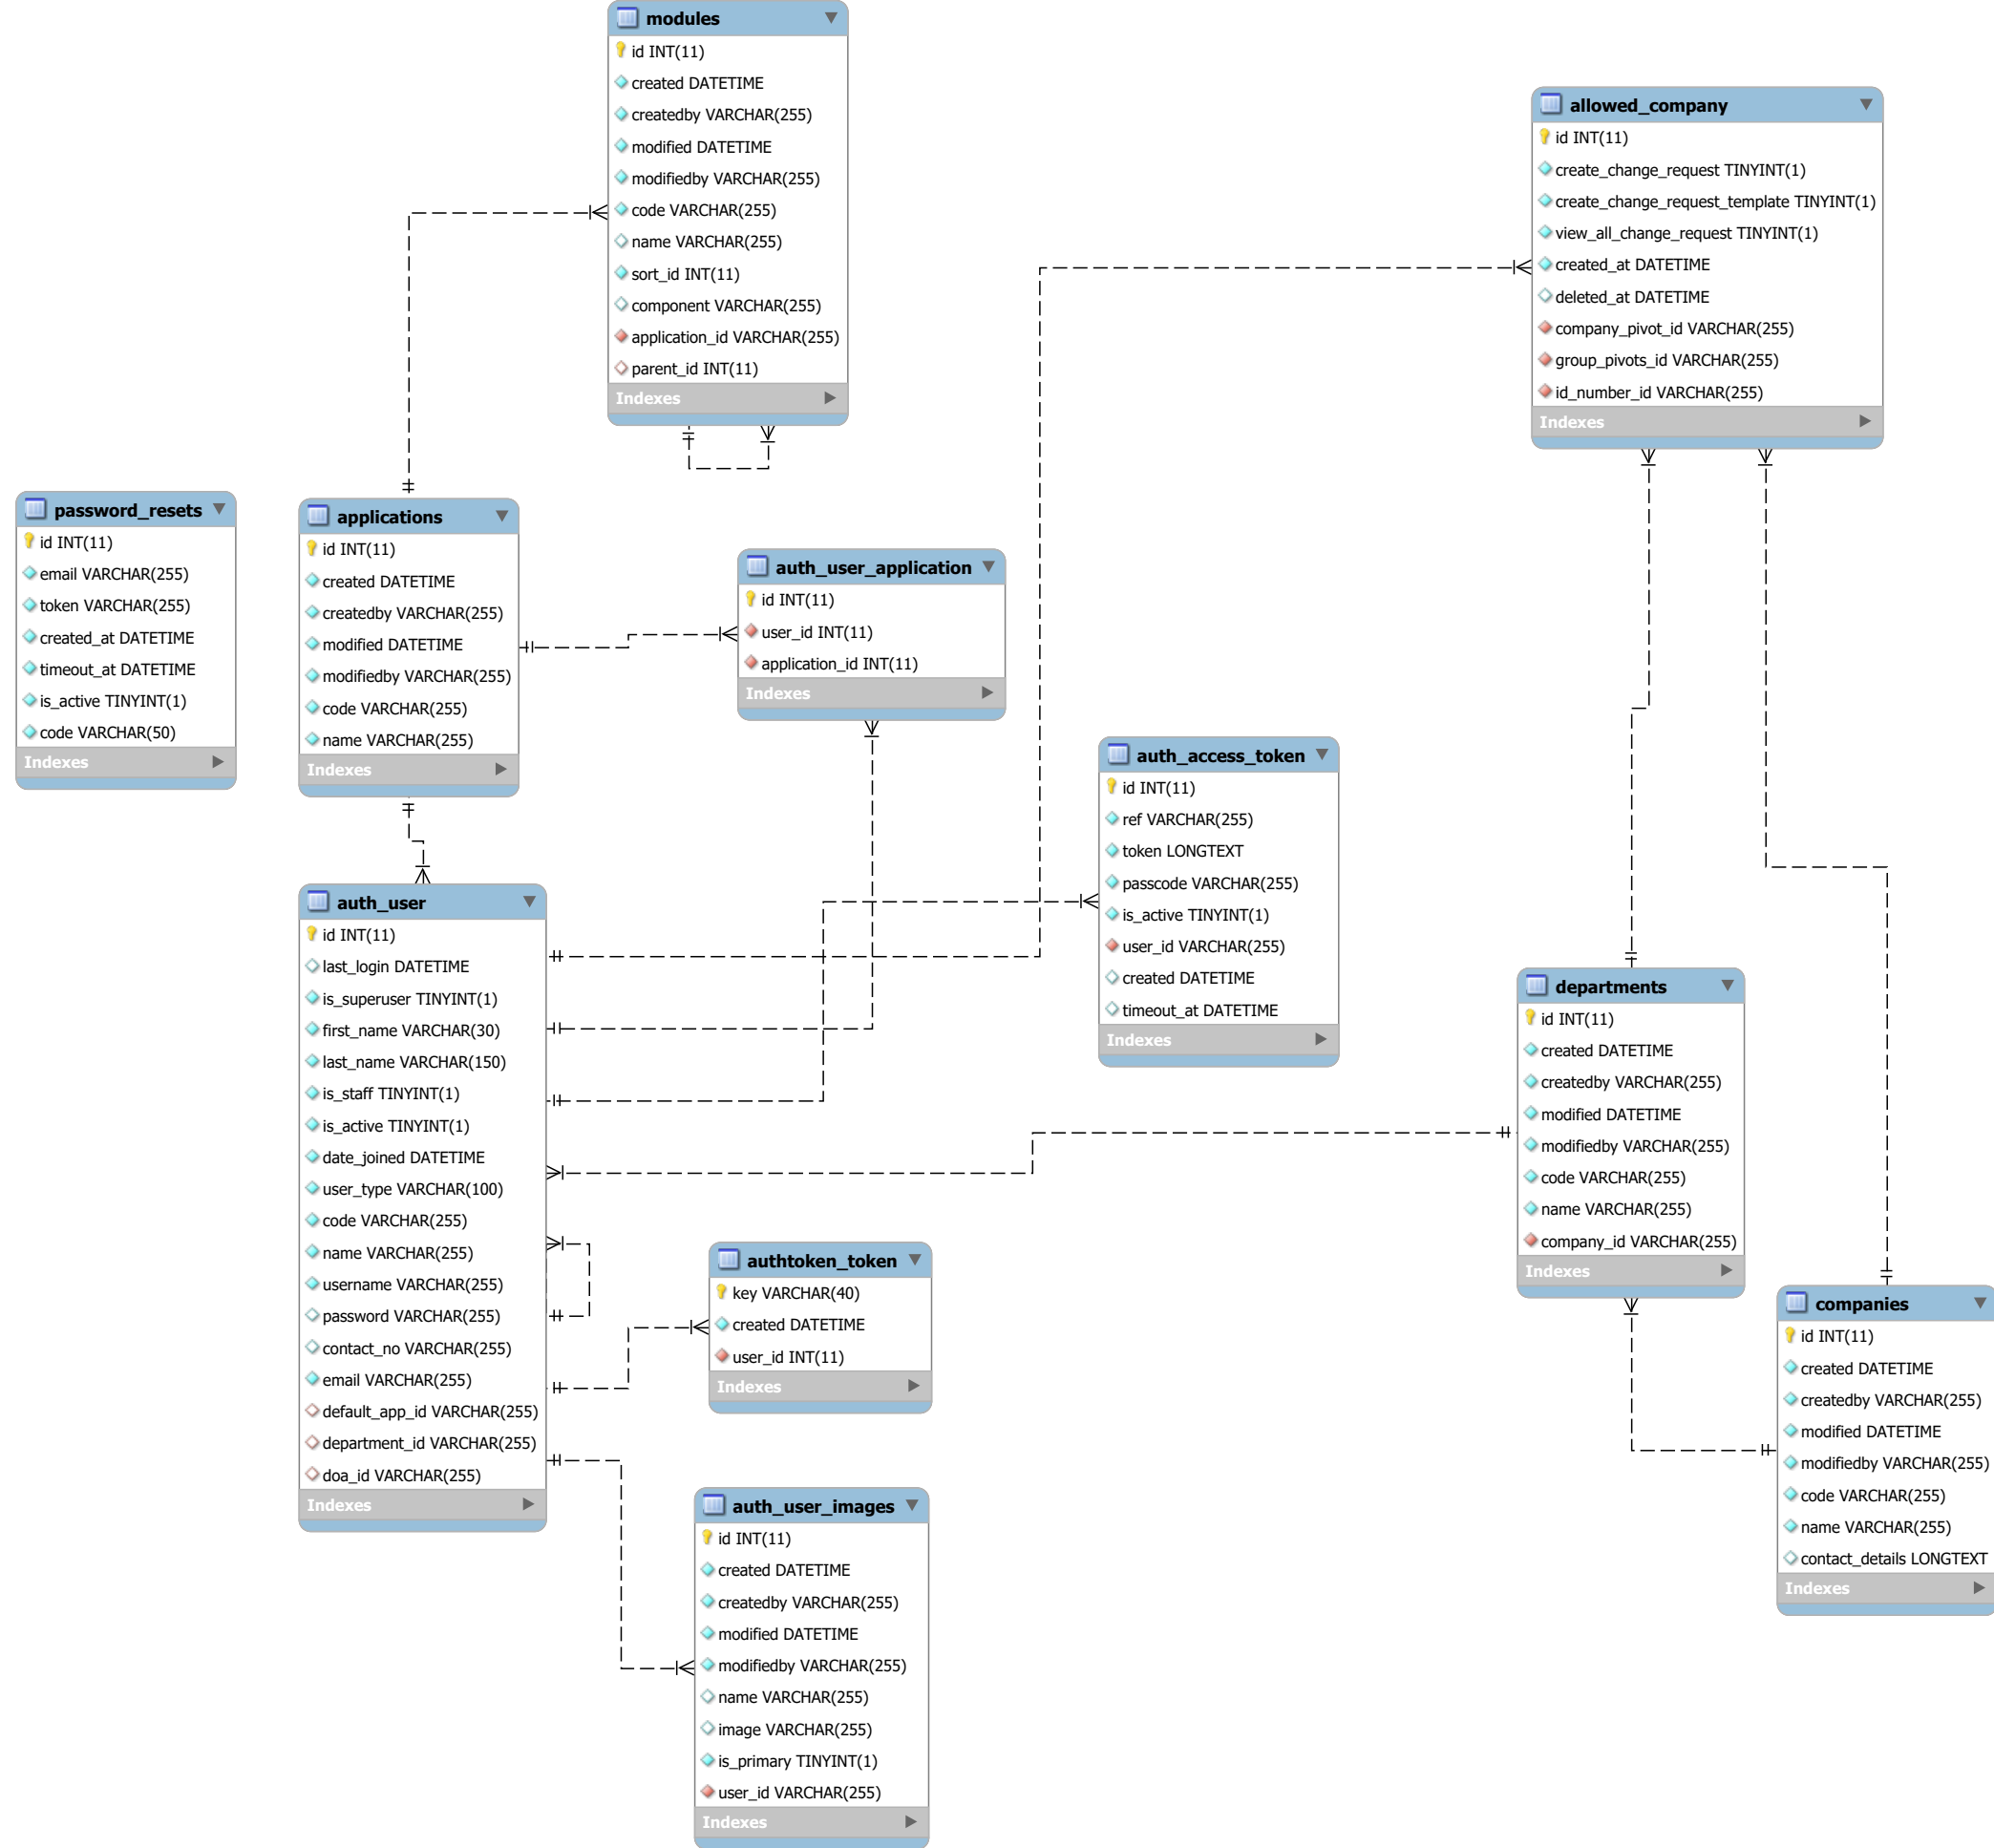 modules
id INT(11)
created DATETIME
createdby VARCHAR(255)
modified DATETIME
modifiedby VARCHAR(255)
code VARCHAR(255)
name VARCHAR(255)
sort_id INT(11)
component VARCHAR(255)
application_id VARCHAR(255)
parent_id INT(11)
Indexes
allowed_company
id INT(11)
create_change_request TINYINT(1)
create_change_request_template TINYINT(1)
view_all_change_request TINYINT(1)
created_at DATETIME
deleted_at DATETIME
company_pivot_id VARCHAR(255)
group_pivots_id VARCHAR(255)
id_number_id VARCHAR(255)
Indexes
password_resets
id INT(11)
email VARCHAR(255)
token VARCHAR(255)
created_at DATETIME
timeout_at DATETIME
is_active TINYINT(1)
code VARCHAR(50)
Indexes
applications
id INT(11)
created DATETIME
createdby VARCHAR(255)
modified DATETIME
modifiedby VARCHAR(255)
code VARCHAR(255)
name VARCHAR(255)
Indexes
auth_user_application
id INT(11)
user_id INT(11)
application_id INT(11)
Indexes
auth_access_token
id INT(11)
ref VARCHAR(255)
token LONGTEXT
passcode VARCHAR(255)
is_active TINYINT(1)
user_id VARCHAR(255)
created DATETIME
timeout_at DATETIME
Indexes
auth_user
id INT(11)
last_login DATETIME
is_superuser TINYINT(1)
first_name VARCHAR(30)
last_name VARCHAR(150)
is_staff TINYINT(1)
is_active TINYINT(1)
date_joined DATETIME
user_type VARCHAR(100)
code VARCHAR(255)
name VARCHAR(255)
username VARCHAR(255)
password VARCHAR(255)
contact_no VARCHAR(255)
email VARCHAR(255)
default_app_id VARCHAR(255)
department_id VARCHAR(255)
doa_id VARCHAR(255)
Indexes
departments
id INT(11)
created DATETIME
createdby VARCHAR(255)
modified DATETIME
modifiedby VARCHAR(255)
code VARCHAR(255)
name VARCHAR(255)
company_id VARCHAR(255)
Indexes
authtoken_token
key VARCHAR(40)
created DATETIME
user_id INT(11)
Indexes
companies
id INT(11)
created DATETIME
createdby VARCHAR(255)
modified DATETIME
modifiedby VARCHAR(255)
code VARCHAR(255)
name VARCHAR(255)
contact_details LONGTEXT
Indexes
auth_user_images
id INT(11)
created DATETIME
createdby VARCHAR(255)
modified DATETIME
modifiedby VARCHAR(255)
name VARCHAR(255)
image VARCHAR(255)
is_primary TINYINT(1)
user_id VARCHAR(255)
Indexes